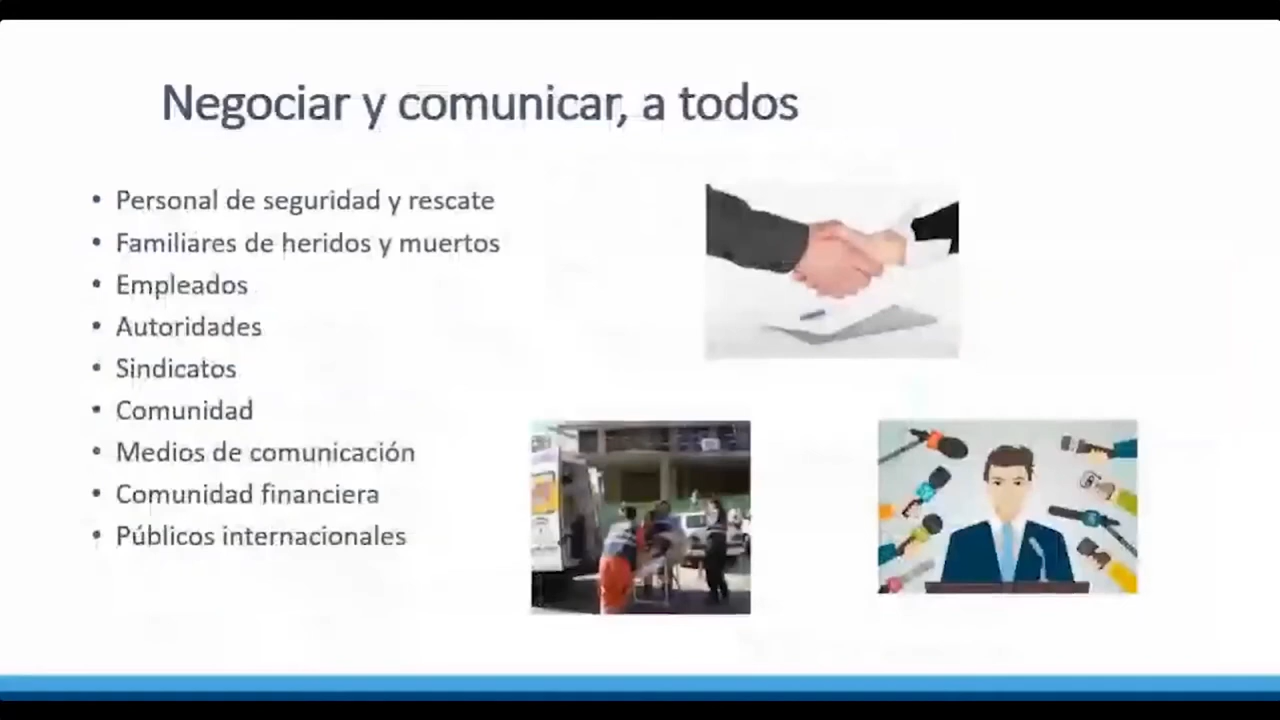 Negociar y comunicar, a todos
• Personal de seguridad y rescate
• Familiares de heridos y muertos
• Empleados
• Autoridades
• Sindicatos
• Comunidad
• Medios de comunicación
• Comunidad financiera
• Públicos internacionales